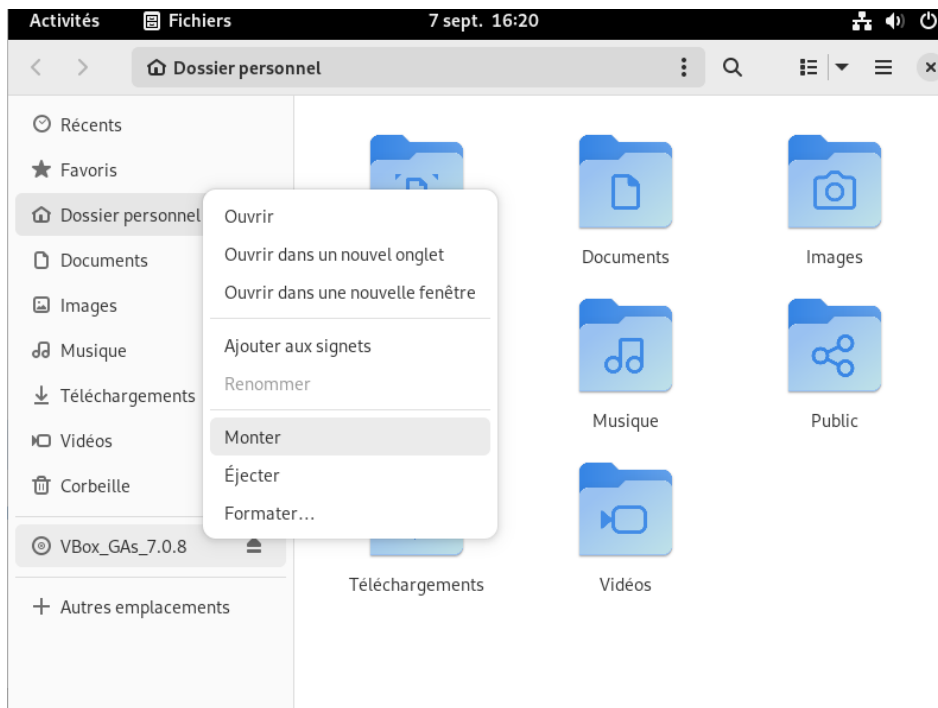 Activités Fichiers 7 sept. 16:20
Dossier personnel
Récents
Favoris
Dossier personnel
Documents
Images
Musique
Téléchargements
Vidéos
Corbeille
VBox_GAs_7.0.8
Autres emplacements
Ouvrir
Ouvrir dans un nouvel onglet
Ouvrir dans une nouvelle fenêtre
Ajouter aux signets
Renommer
Monter
Éjecter
Formater…
Documents
Images
Musique
Public
Téléchargements
Vidéos